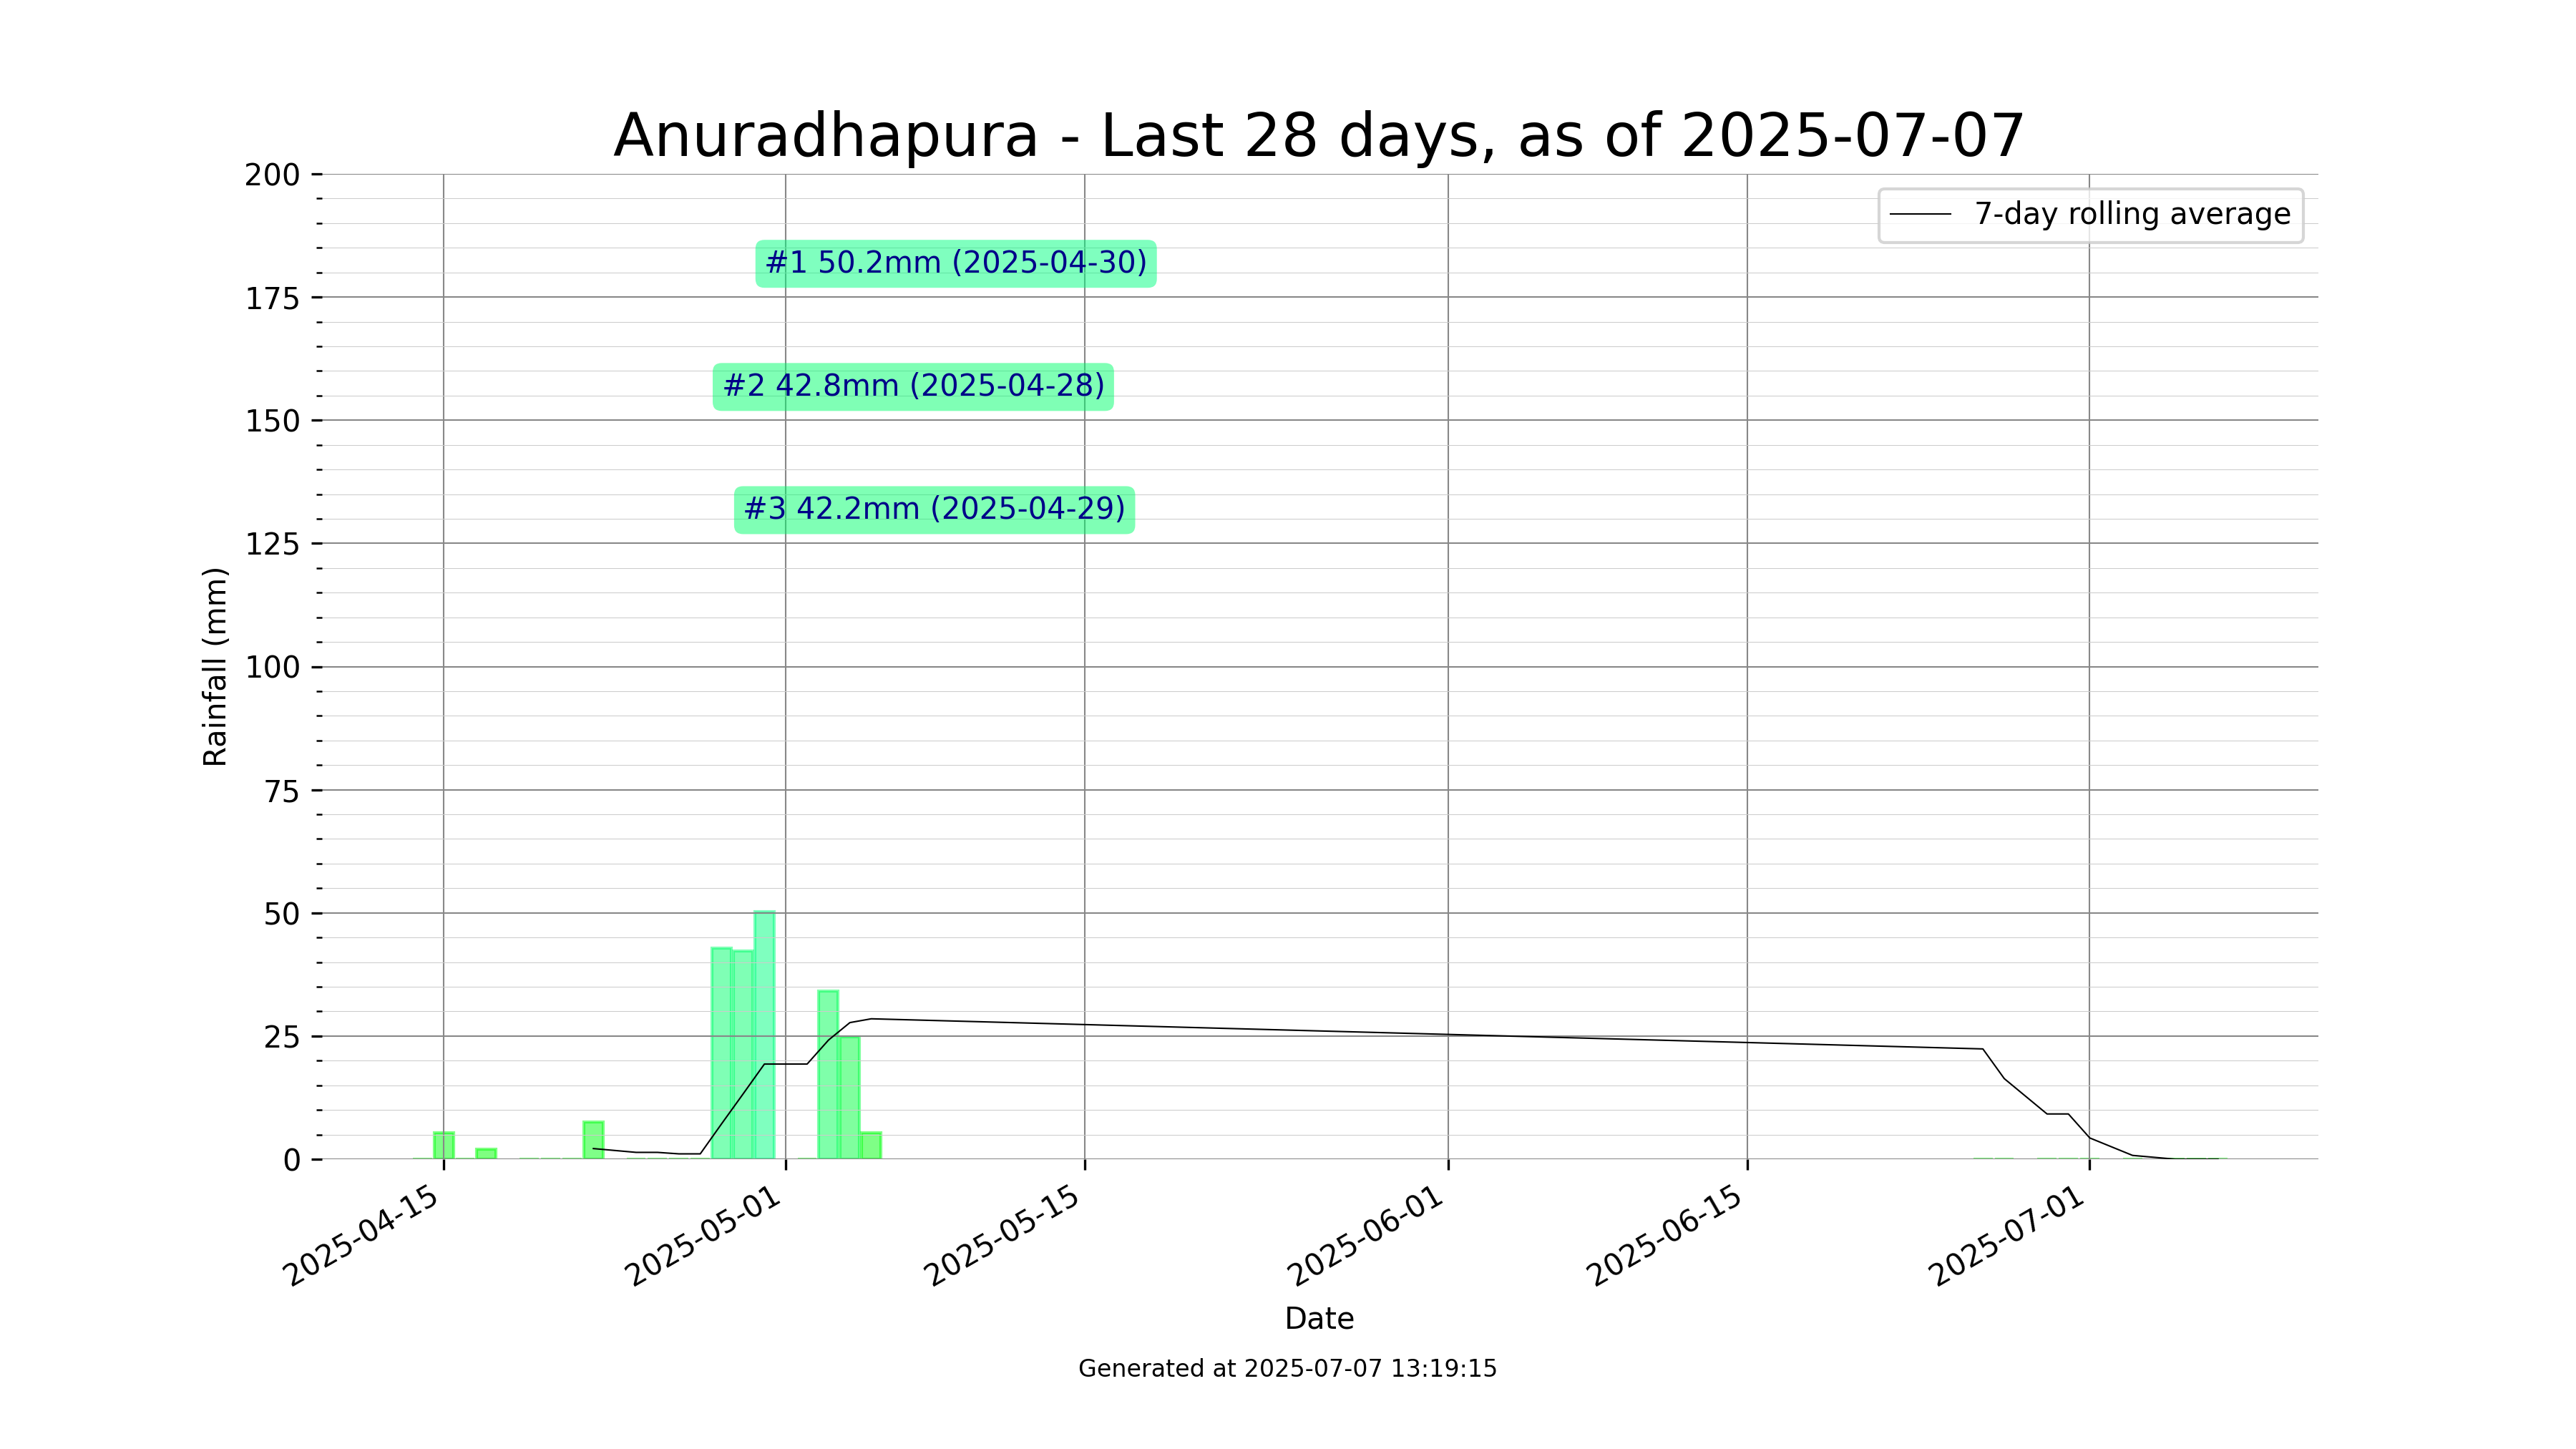 Anuradhapura - Last 28 days, as of 2025-07-07
200
175
150
125
100
75
50
25
0
Rainfall (mm)
7-day rolling average
#1 50.2mm (2025-04-30)
#2 42.8mm (2025-04-28)
#3 42.2mm (2025-04-29)
2025-04-15
2025-05-01
2025-05-15
2025-06-01
2025-06-15
2025-07-01
Date
Generated at 2025-07-07 13:19:15